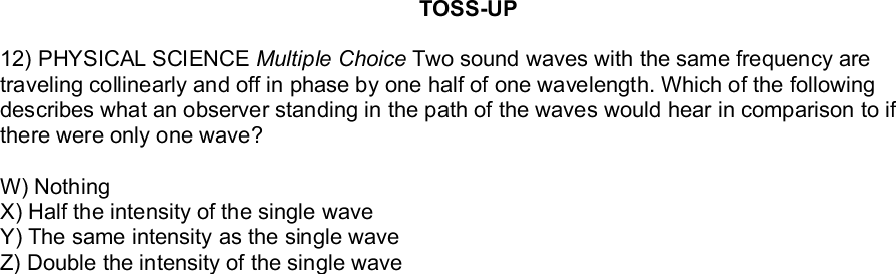 TOSS-UP
12) PHYSICAL SCIENCE Multiple Choice Two sound waves with the same frequency are
traveling collinearly and off in phase by one half of one wavelength. Which of the following
describes what an observer standing in the path of the waves would hear in comparison to if
there were only one wave?
W) Nothing
X) Half the intensity of the single wave
Y) The same intensity as the single wave
Z) Double the intensity of the single wave